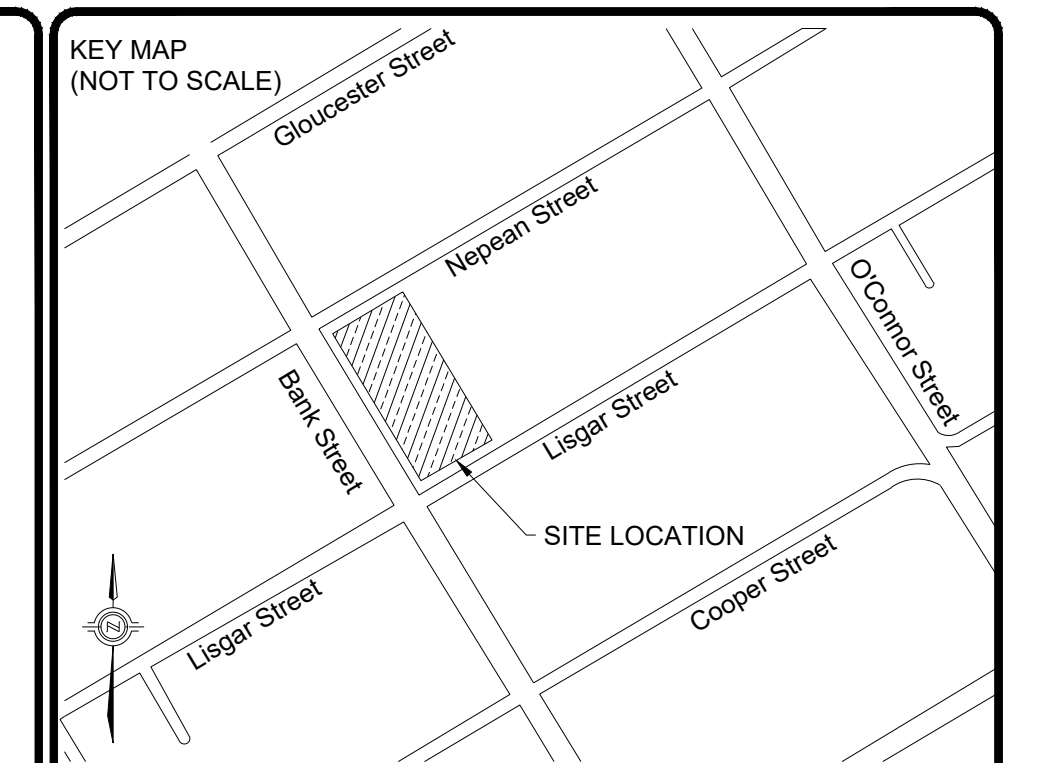 KEY MAP
(NOT TO SCALE)
Gloucester Street
Nepean Street
O'Connor Street
Bank Street
Lisgar Street
SITE LOCATION
Cooper Street
Lisgar Street
N